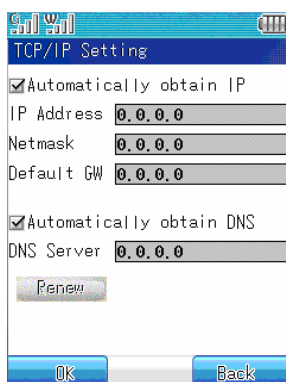 TCP/IP Setting
Automatically obtain IP
IP Address 0.0.0.0
Netmask 0.0.0.0
Default GW 0.0.0.0
Automatically obtain DNS
DNS Server 0.0.0.0
Renew
OK Back